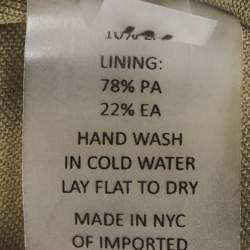 10%
LINING:
78% PA
22% EA
HAND WASH
IN COLD WATER
LAY FLAT TO DRY
MADE IN NYC
OF IMPORTED